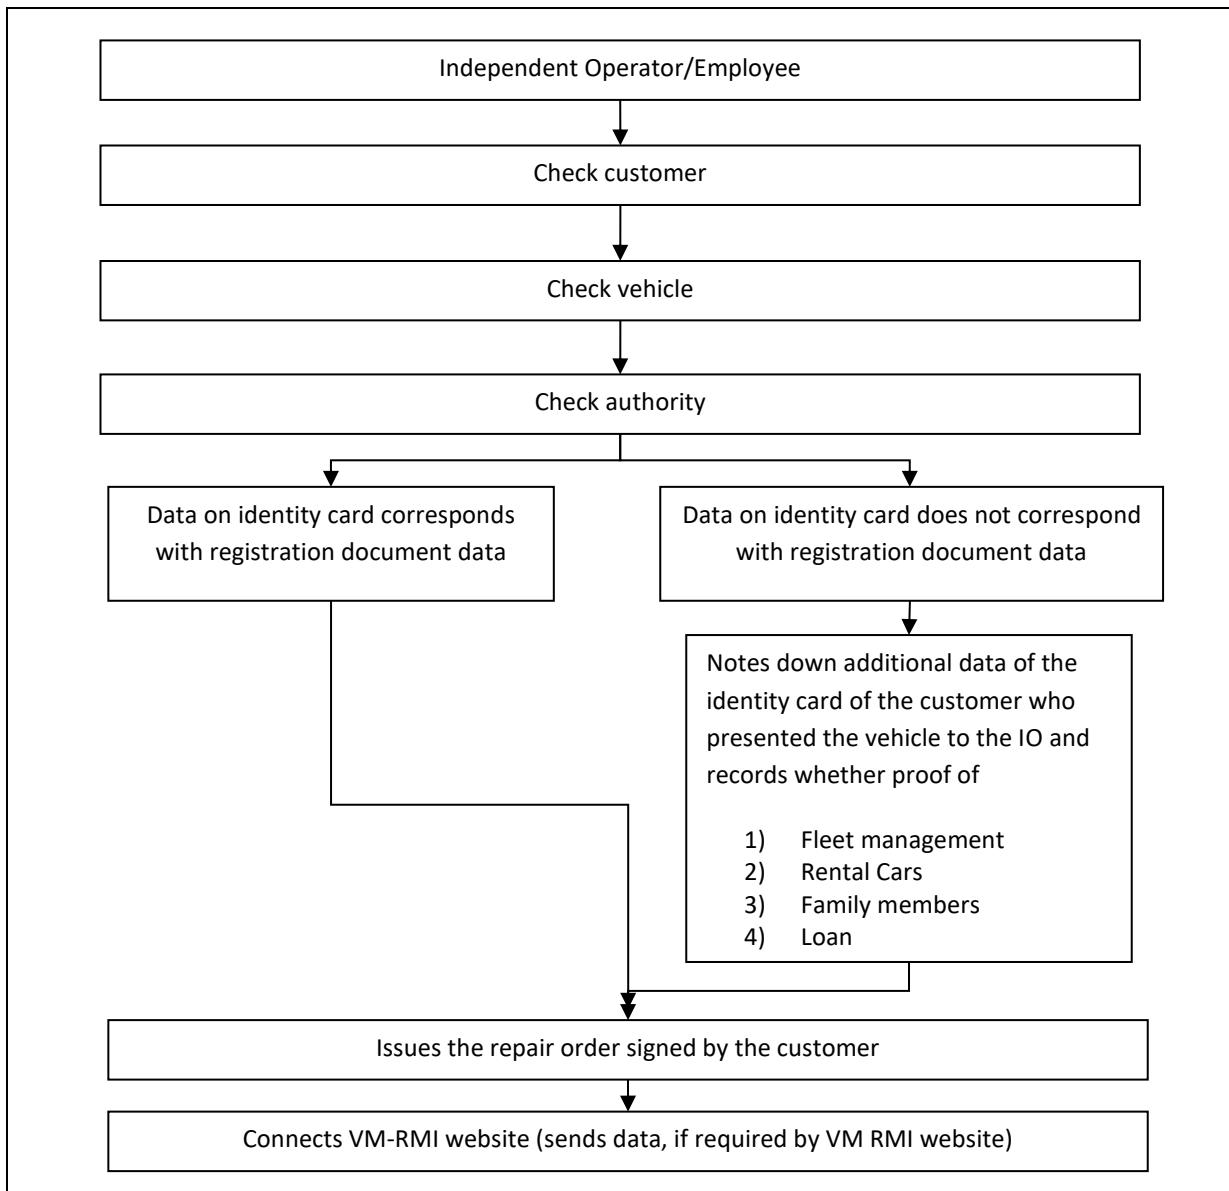 Independent Operator/Employee
Check customer
Check vehicle
Check authority
Data on identity card corresponds
with registration document data
Data on identity card does not correspond
with registration document data
Notes down additional data of the
identity card of the customer who
presented the vehicle to the IO and
records whether proof of
1) Fleet management
2) Rental Cars
3) Family members
4) Loan
Issues the repair order signed by the customer
Connects VM-RMI website (sends data, if required by VM RMI website)